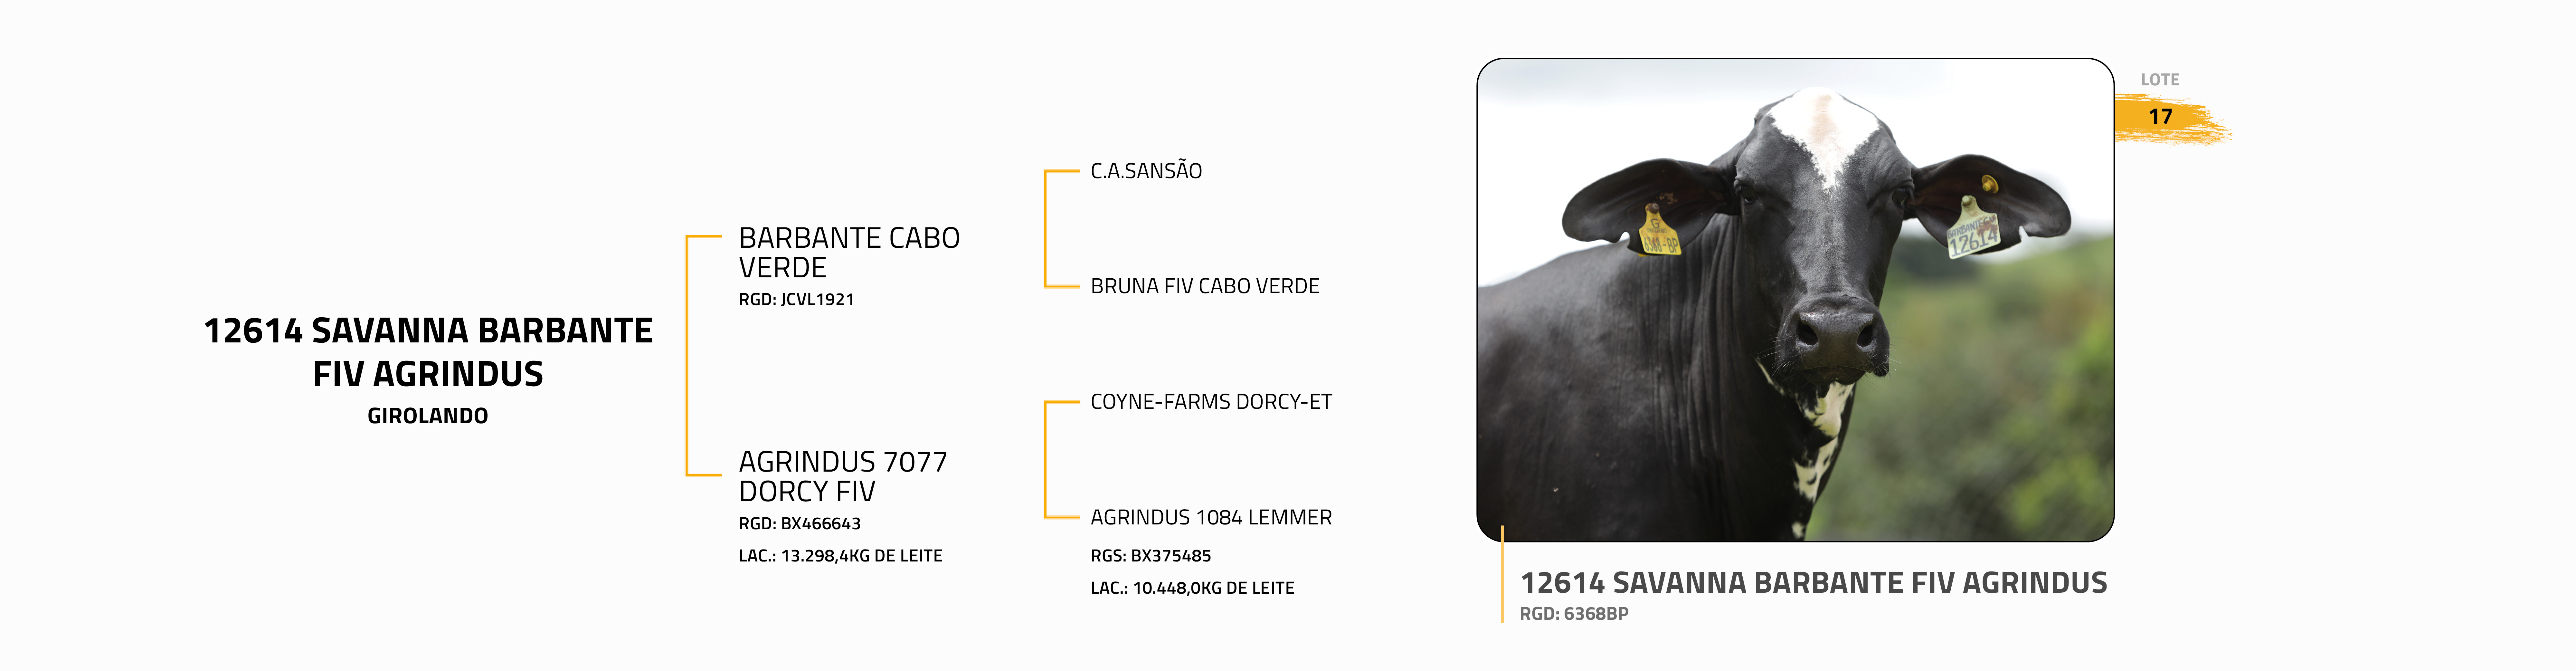 LOTE
17
C.A.SANSÃO
BARBANTE CABO
VERDE
RGD: JCVL1921
BRUNA FIV CABO VERDE
12614 SAVANNA BARBANTE
FIV AGRINDUS
GIROLANDO
COYNE-FARMS DORCY-ET
AGRINDUS 7077
DORCY FIV
RGD: BX466643
LAC.: 13.298,4KG DE LEITE
AGRINDUS 1084 LEMMER
RGS: BX375485
LAC.: 10.448,0KG DE LEITE
12614
12614 SAVANNA BARBANTE FIV AGRINDUS
RGD: 6368BP